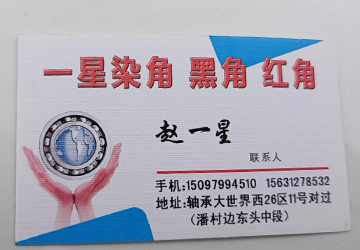 一星染角 黑角 红角
赵一星
联系人
手机:15097994510 15631278532
地址:轴承大世界西26区11号对过
(潘村边东头中段)